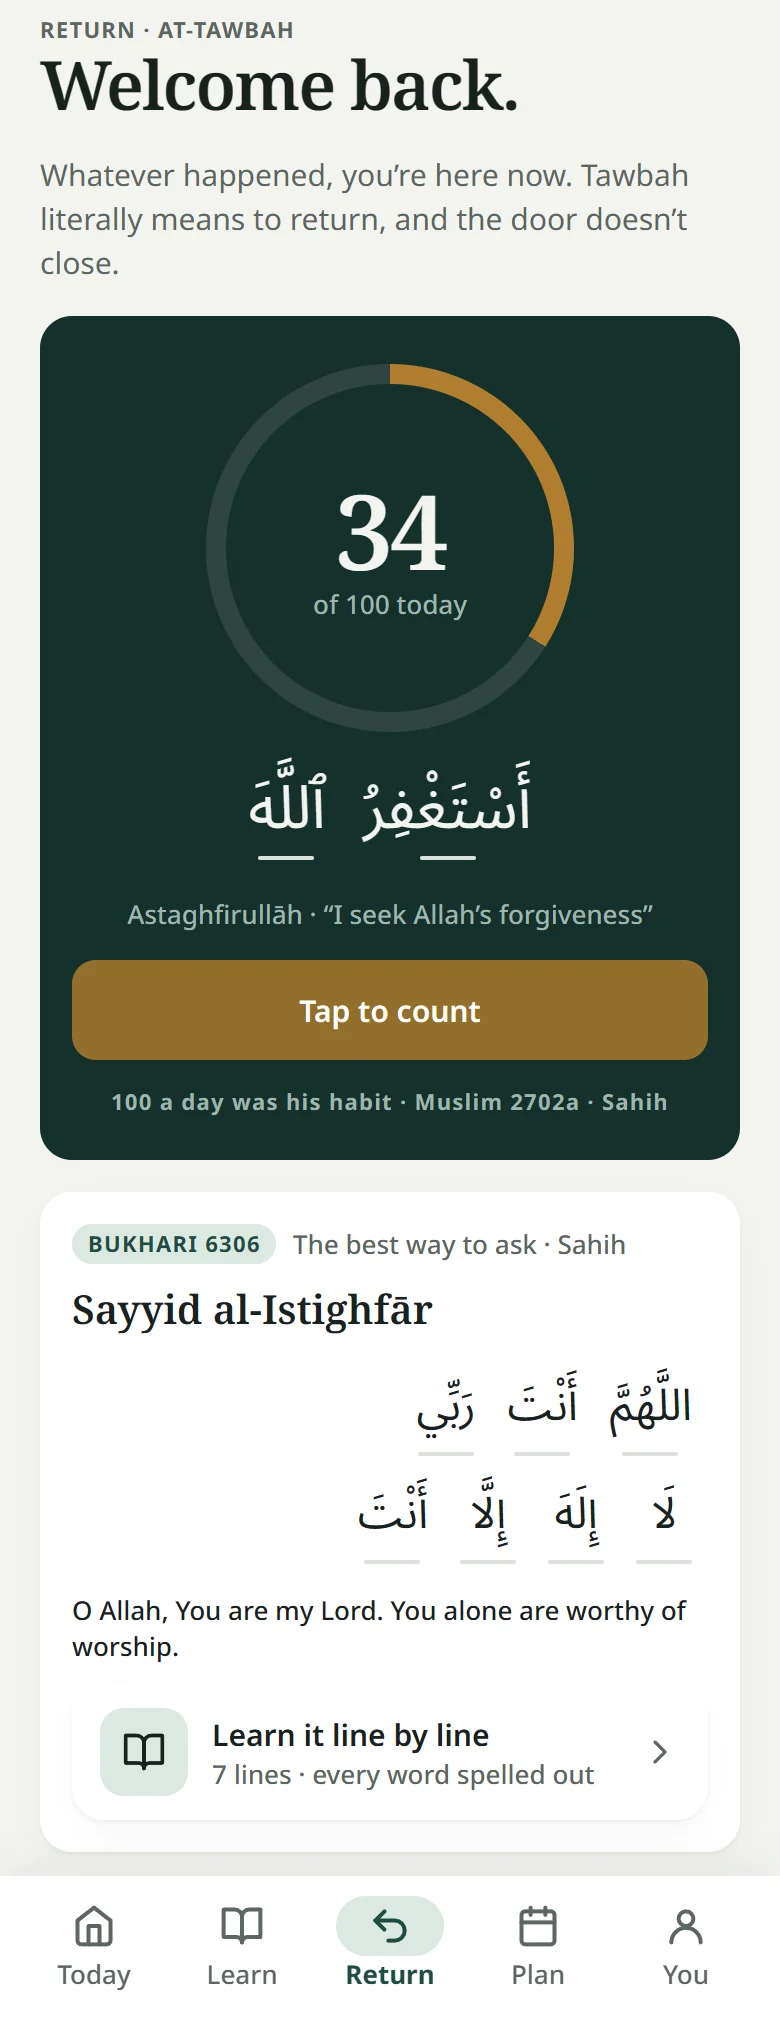 RETURN · AT-TAWBAH
Welcome back.
Whatever happened, you’re here now. Tawbah
literally means to return, and the door doesn’t
close.
34
of 100 today
أَسْتَغْفِرُ ٱللَّهَ
Astaghfirullāh · “I seek Allah’s forgiveness”
Tap to count
100 a day was his habit · Muslim 2702a · Sahih
BUKHARI 6306 The best way to ask · Sahih
Sayyid al-Istighfār
اللَّهُمَّ أَنْتَ رَبِّي
لَا إِلَهَ إِلَّا أَنْتَ
O Allah, You are my Lord. You alone are worthy of
worship.
Learn it line by line
7 lines · every word spelled out
Today Learn Return Plan You